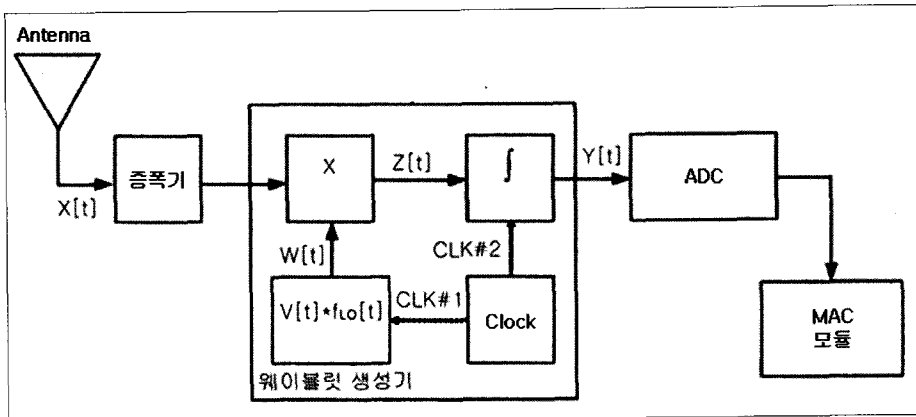 Antenna
X[t]
증폭기
X
Z[t]
∫
Y[t]
ADC
W[t]
CLK#2
V[t]*fLO[t]
CLK#1
Clock
웨이블릿 생성기
MAC
모듈